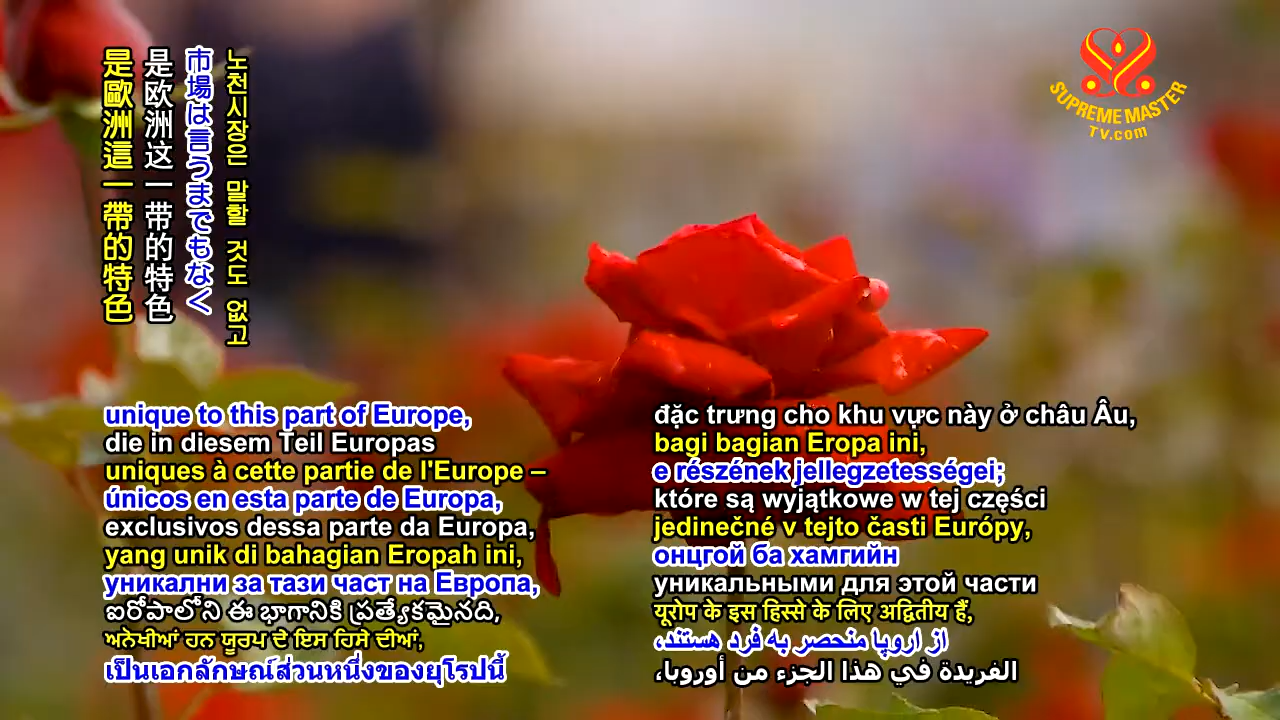 노천시장은 말할 것도 없고
市場は言うまでもなく
是欧洲这一带的特色
是歐洲這一帶的特色
SUPREME MASTER
TV.com
unique to this part of Europe,
die in diesem Teil Europas
uniques à cette partie de l'Europe –
únicos en esta parte de Europa,
exclusivos dessa parte da Europa,
yang unik di bahagian Eropah ini,
уникални за тази част на Европа,
ఐరోపాలోని ఈ భాగానికి ప్రత్యేకమైనది,
ਅਨੋਖੀਆਂ ਹਨ ਯੂਰਪ ਦੇ ਇਸ ਹਿਸੇ ਦੀਆਂ,
เป็นเอกลักษณ์ส่วนหนึ่งของยุโรปนี้
đặc trưng cho khu vực này ở châu Âu,
bagi bagian Eropa ini,
e részének jellegzetességei;
które są wyjątkowe w tej części
jedinečné v tejto časti Európy,
онцгой ба хамгийн
уникальными для этой части
यूरोप के इस हिस्से के लिए अद्वितीय हैं,
از اروپا منحصر به فرد هستند،
الفريدة في هذا الجزء من أوروبا،